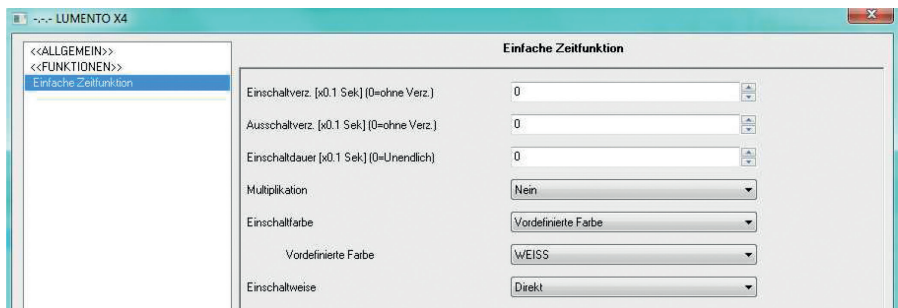 -.-.- LUMENTO X4
<<ALLGEMEIN>>
<<FUNKTIONEN>>
Einfache Zeitfunktion
Einfache Zeitfunktion
Einschaltverz. [x0.1 Sek] (0=ohne Verz.) 0
Ausschaltverz. [x0.1 Sek] (0=ohne Verz.) 0
Einschaltdauer [x0.1 Sek] (0=Unendlich) 0
Multiplikation Nein
Einschaltfarbe Vordefinierte Farbe
Vordefinierte Farbe WEISS
Einschaltweise Direkt